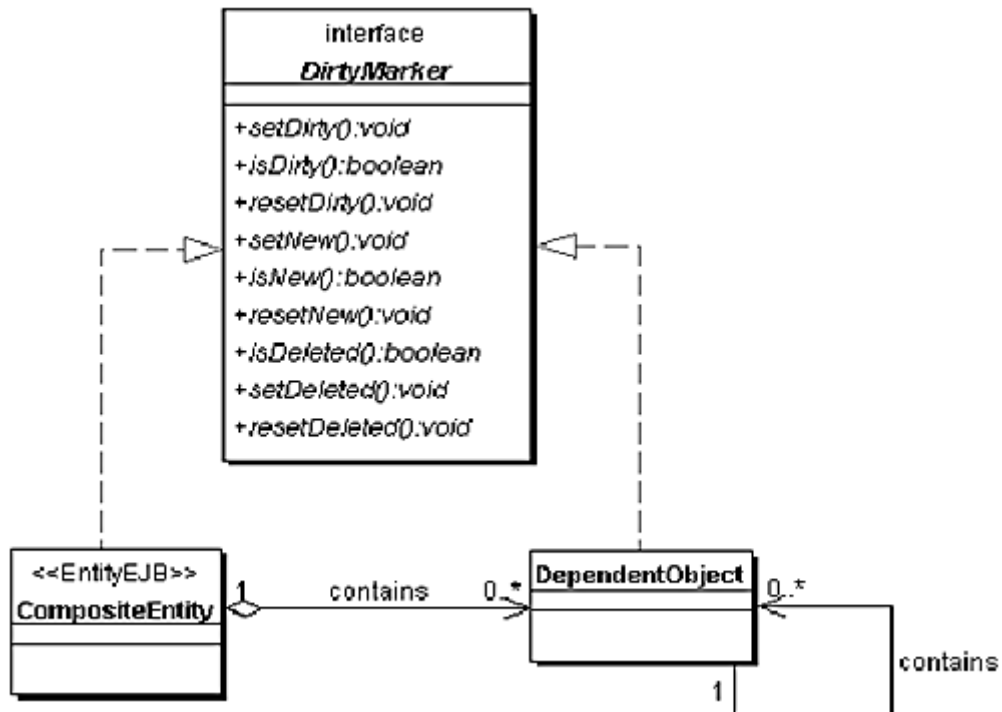 interface
DirtyMarker
+setDirty():void
+isDirty():boolean
+resetDirty():void
+setNew():void
+isNew():boolean
+resetNew():void
+isDeleted():boolean
+setDeleted():void
+resetDeleted():void
<<EntityEJB>>
CompositeEntity
1
contains
0..*
DependentObject
0..*
contains
1